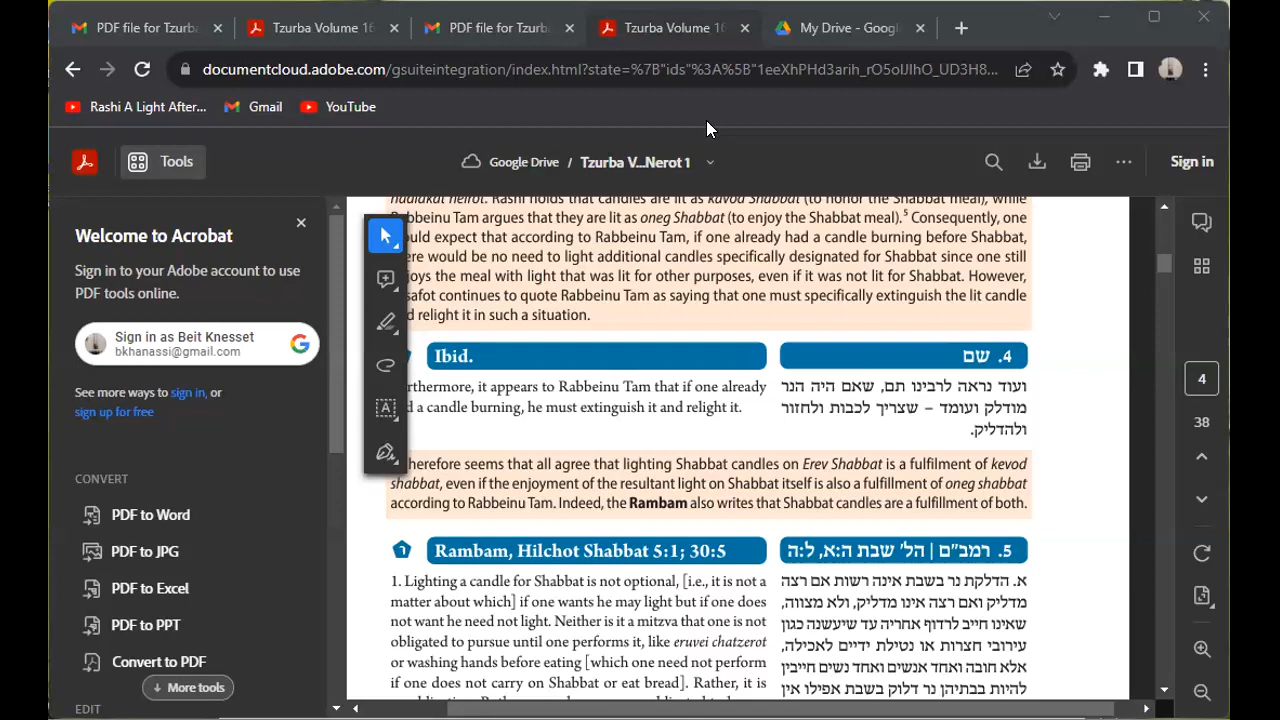 PDF file for Tzurba
Tzurba Volume 16
PDF file for Tzurba
Tzurba Volume 16
My Drive - Google
documentcloud.adobe.com/gsuiteintegration/index.html?state=%7B"ids"%3A%5B"1eeXhPHd3arih_rO5oIJIhO_UD3H8...
Rashi A Light After...
Gmail
YouTube
Tools
Google Drive / Tzurba V...Nerot 1
Sign in
Welcome to Acrobat
Sign in to your Adobe account to use
PDF tools online.
Sign in as Beit Knesset
bkhanassi@gmail.com
See more ways to sign in, or
sign up for free
CONVERT
PDF to Word
PDF to JPG
PDF to Excel
PDF to PPT
Convert to PDF
More tools
EDIT
hadlakat neirot. Rashi holds that candles are lit as kavod Shabbat (to honor the Shabbat meal), while
Rabbeinu Tam argues that they are lit as oneg Shabbat (to enjoy the Shabbat meal).⁵ Consequently, one
ould expect that according to Rabbeinu Tam, if one already had a candle burning before Shabbat,
ere would be no need to light additional candles specifically designated for Shabbat since one still
njoys the meal with light that was lit for other purposes, even if it was not lit for Shabbat. However,
safot continues to quote Rabbeinu Tam as saying that one must specifically extinguish the lit candle
d relight it in such a situation.
Ibid.
rthermore, it appears to Rabbeinu Tam that if one already
d a candle burning, he must extinguish it and relight it.
4. שם
ועוד נראה לרבינו תם, שאם היה הנר
מודלק ועומד – שצריך לכבות ולחזור
ולהדליק.
herefore seems that all agree that lighting Shabbat candles on Erev Shabbat is a fulfilment of kevod
shabbat, even if the enjoyment of the resultant light on Shabbat itself is also a fulfillment of oneg shabbat
according to Rabbeinu Tam. Indeed, the Rambam also writes that Shabbat candles are a fulfillment of both.
Rambam, Hilchot Shabbat 5:1; 30:5
1. Lighting a candle for Shabbat is not optional, [i.e., it is not a
matter about which] if one wants he may light but if one does
not want he need not light. Neither is it a mitzva that one is not
obligated to pursue until one performs it, like eruvei chatzerot
or washing hands before eating [which one need not perform
if one does not carry on Shabbat or eat bread]. Rather, it is
5. רמב"ם | הל' שבת ה:א, ל:ה
א. הדלקת נר בשבת אינה רשות אם רצה
מדליק ואם רצה אינו מדליק, ולא מצווה,
שאינו חייב לרדוף אחריה עד שיעשנה כגון
עירובי חצרות או נטילת ידיים לאכילה,
אלא חובה ואחד אנשים ואחד נשים חייבין
להיות בבתיהן נר דלוק בשבת אפילו אין
4
38